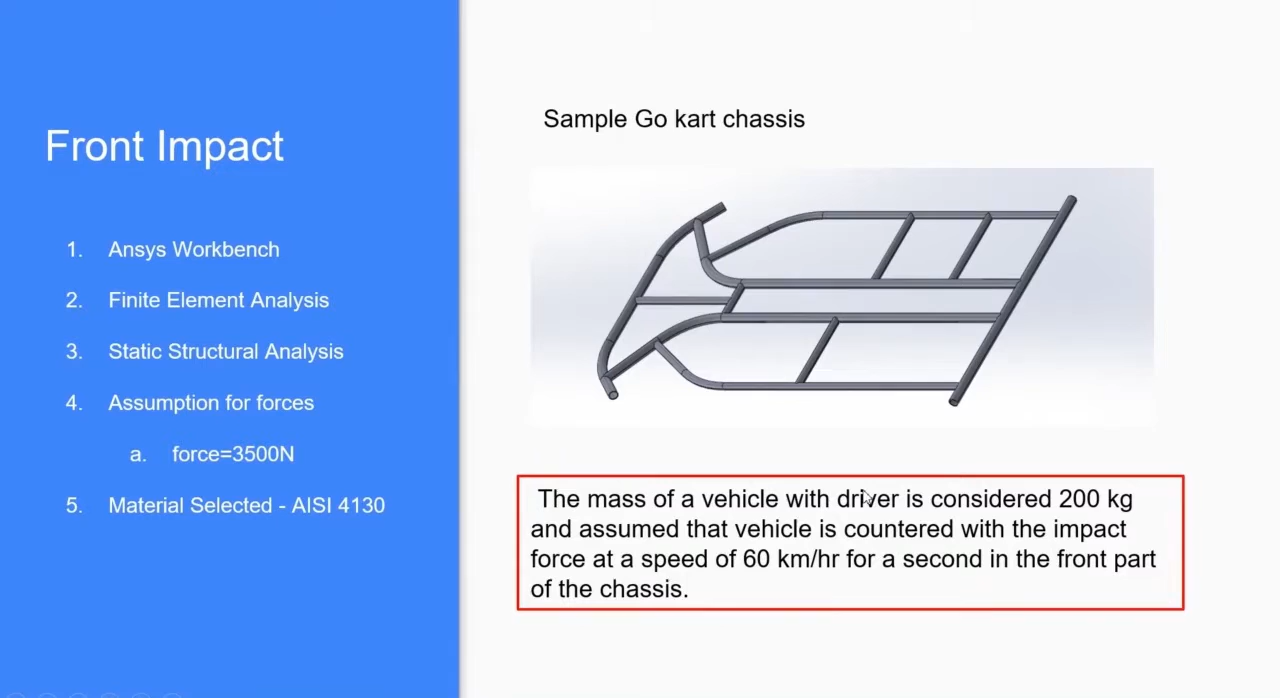 Front Impact
1. Ansys Workbench
2. Finite Element Analysis
3. Static Structural Analysis
4. Assumption for forces
a. force=3500N
5. Material Selected - AISI 4130
Sample Go kart chassis
The mass of a vehicle with driver is considered 200 kg
and assumed that vehicle is countered with the impact
force at a speed of 60 km/hr for a second in the front part
of the chassis.